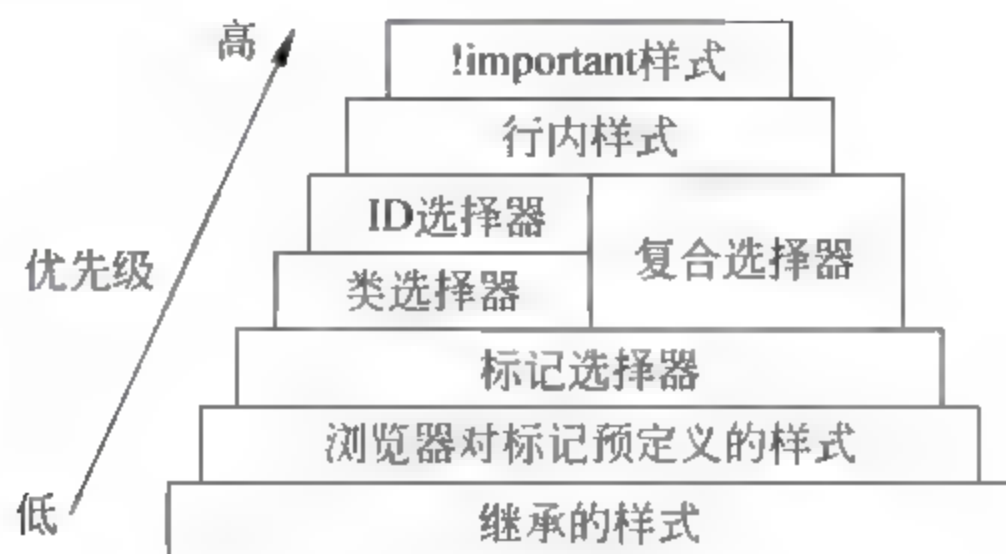 高
!important样式
行内样式
ID选择器
复合选择器
优先级
类选择器
标记选择器
浏览器对标记预定义的样式
低
继承的样式